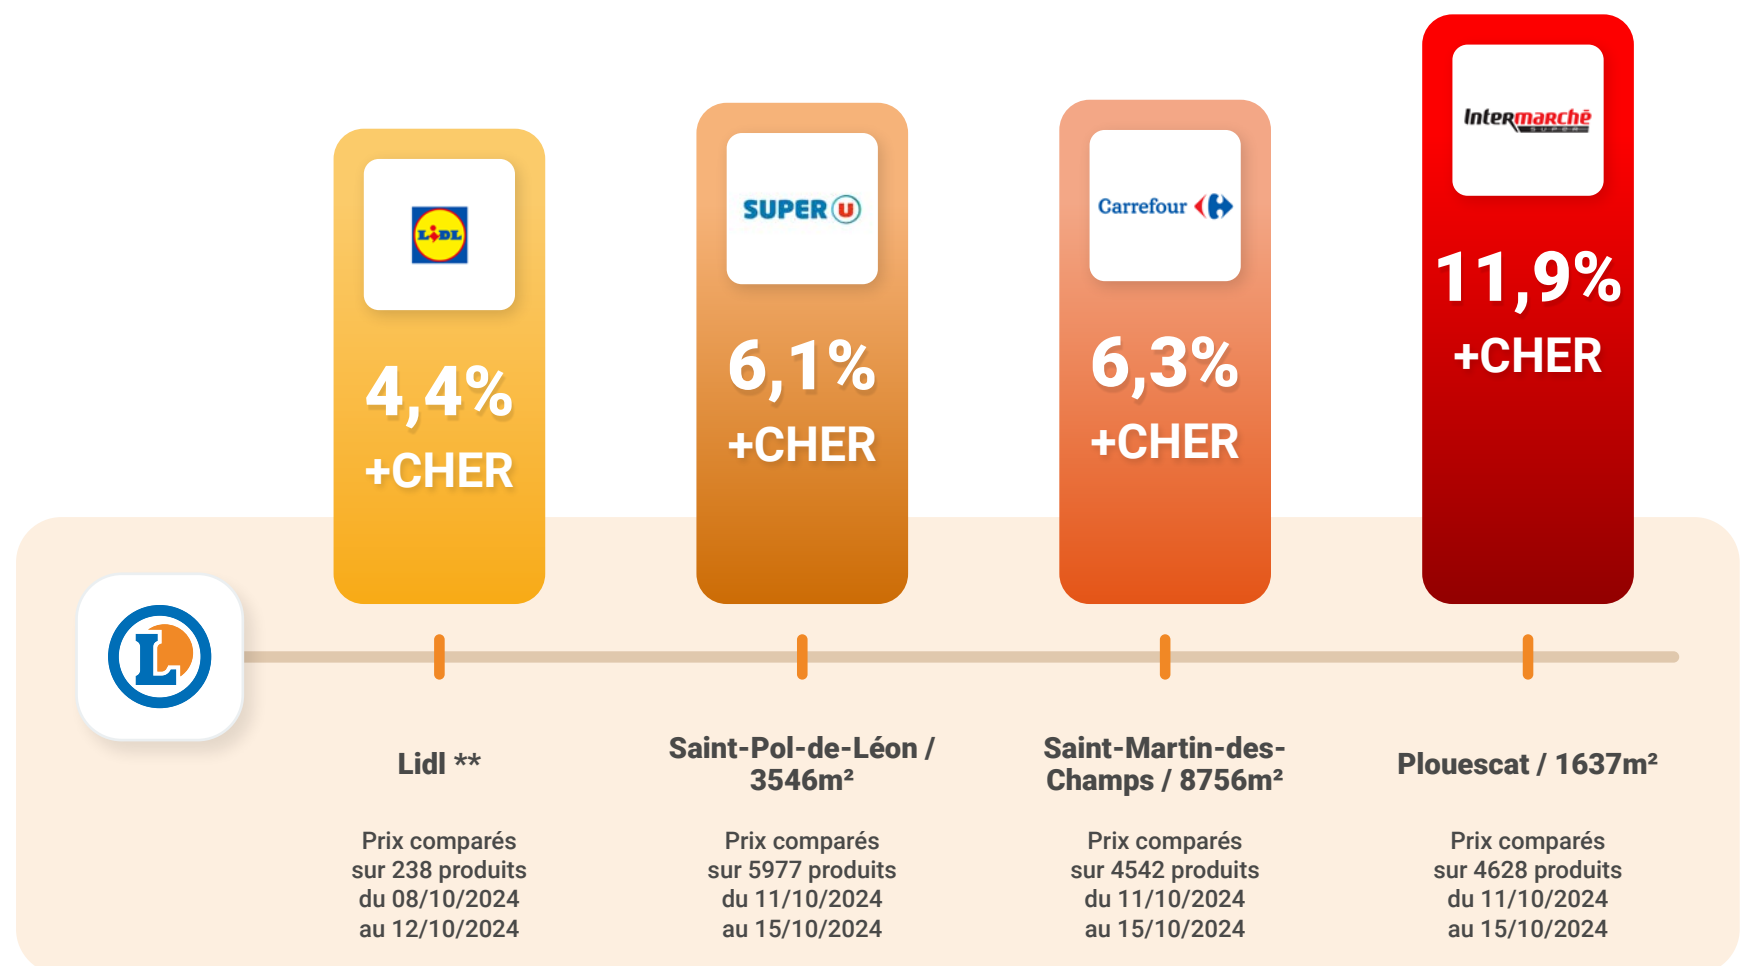 LIDL
4,4%
+CHER
SUPER U
6,1%
+CHER
Carrefour
6,3%
+CHER
Intermarchē
SUPER
11,9%
+CHER
L
Lidl **
Prix comparés
sur 238 produits
du 08/10/2024
au 12/10/2024
Saint-Pol-de-Léon /
3546m²
Prix comparés
sur 5977 produits
du 11/10/2024
au 15/10/2024
Saint-Martin-des-
Champs / 8756m²
Prix comparés
sur 4542 produits
du 11/10/2024
au 15/10/2024
Plouescat / 1637m²
Prix comparés
sur 4628 produits
du 11/10/2024
au 15/10/2024